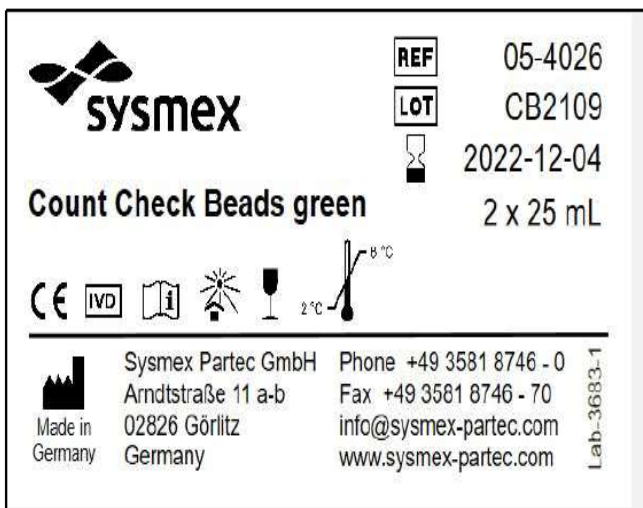 sysmex
REF 05-4026
LOT CB2109
2022-12-04
Count Check Beads green
2 x 25 mL
CE IVD i
2 °C
8 °C
Made in
Germany
Sysmex Partec GmbH
Arndtstraße 11 a-b
02826 Görlitz
Germany
Phone +49 3581 8746 - 0
Fax +49 3581 8746 - 70
info@sysmex-partec.com
www.sysmex-partec.com
Lab-3683-1